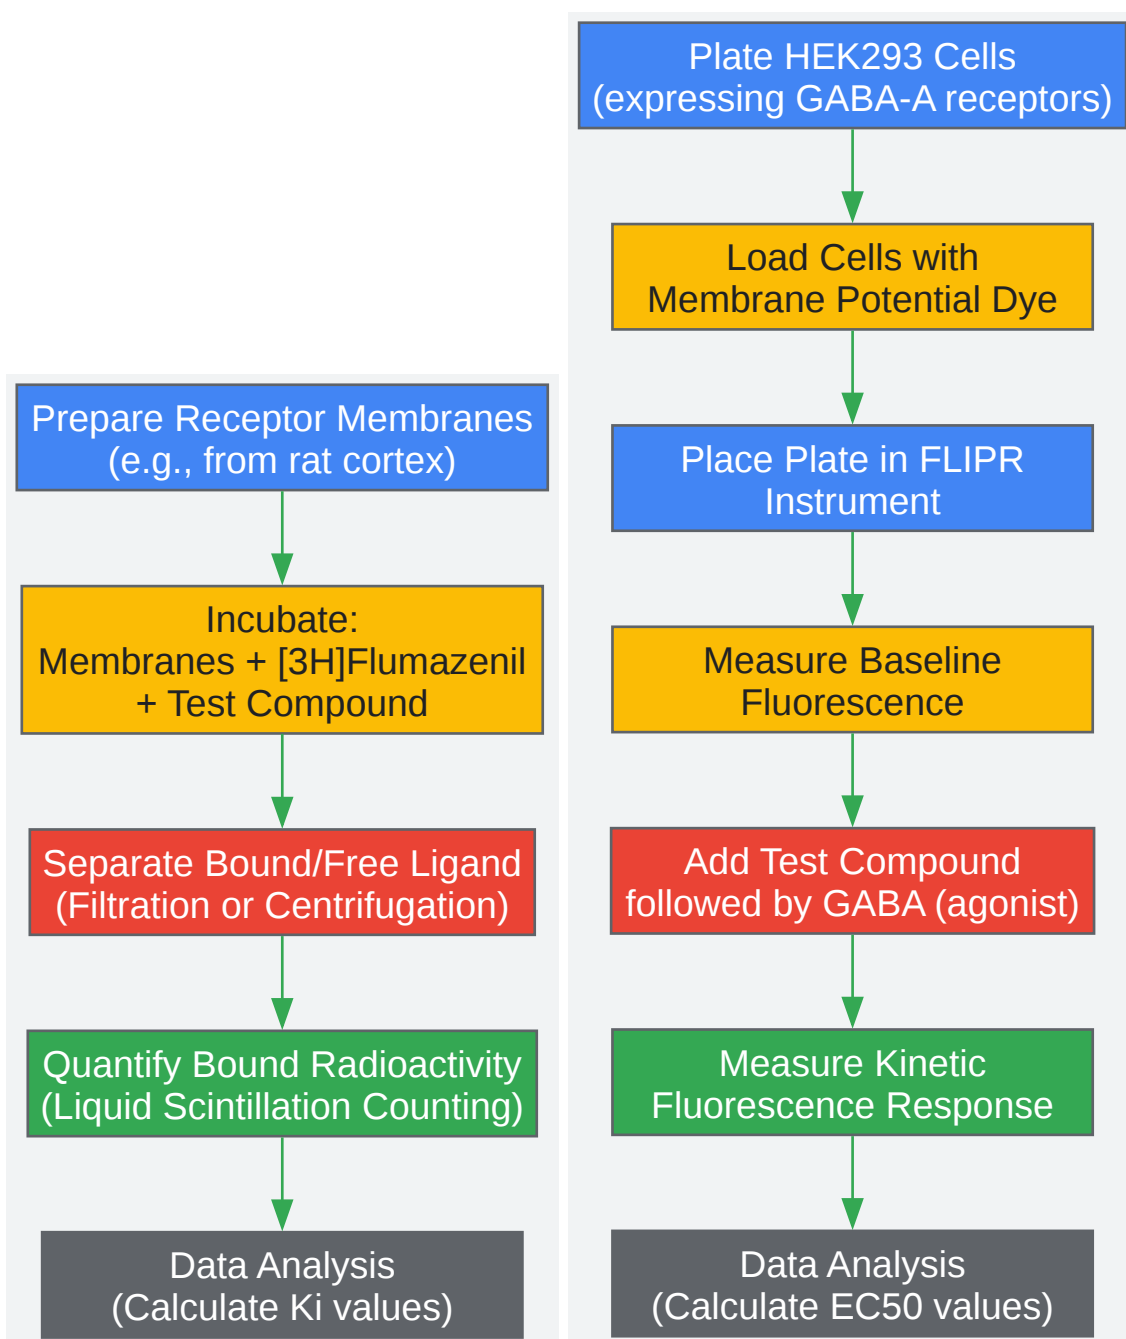 Prepare Receptor Membranes
(e.g., from rat cortex)
Incubate:
Membranes + [3H]Flumazenil
+ Test Compound
Separate Bound/Free Ligand
(Filtration or Centrifugation)
Quantify Bound Radioactivity
(Liquid Scintillation Counting)
Data Analysis
(Calculate Ki values)
Plate HEK293 Cells
(expressing GABA-A receptors)
Load Cells with
Membrane Potential Dye
Place Plate in FLIPR
Instrument
Measure Baseline
Fluorescence
Add Test Compound
followed by GABA (agonist)
Measure Kinetic
Fluorescence Response
Data Analysis
(Calculate EC50 values)